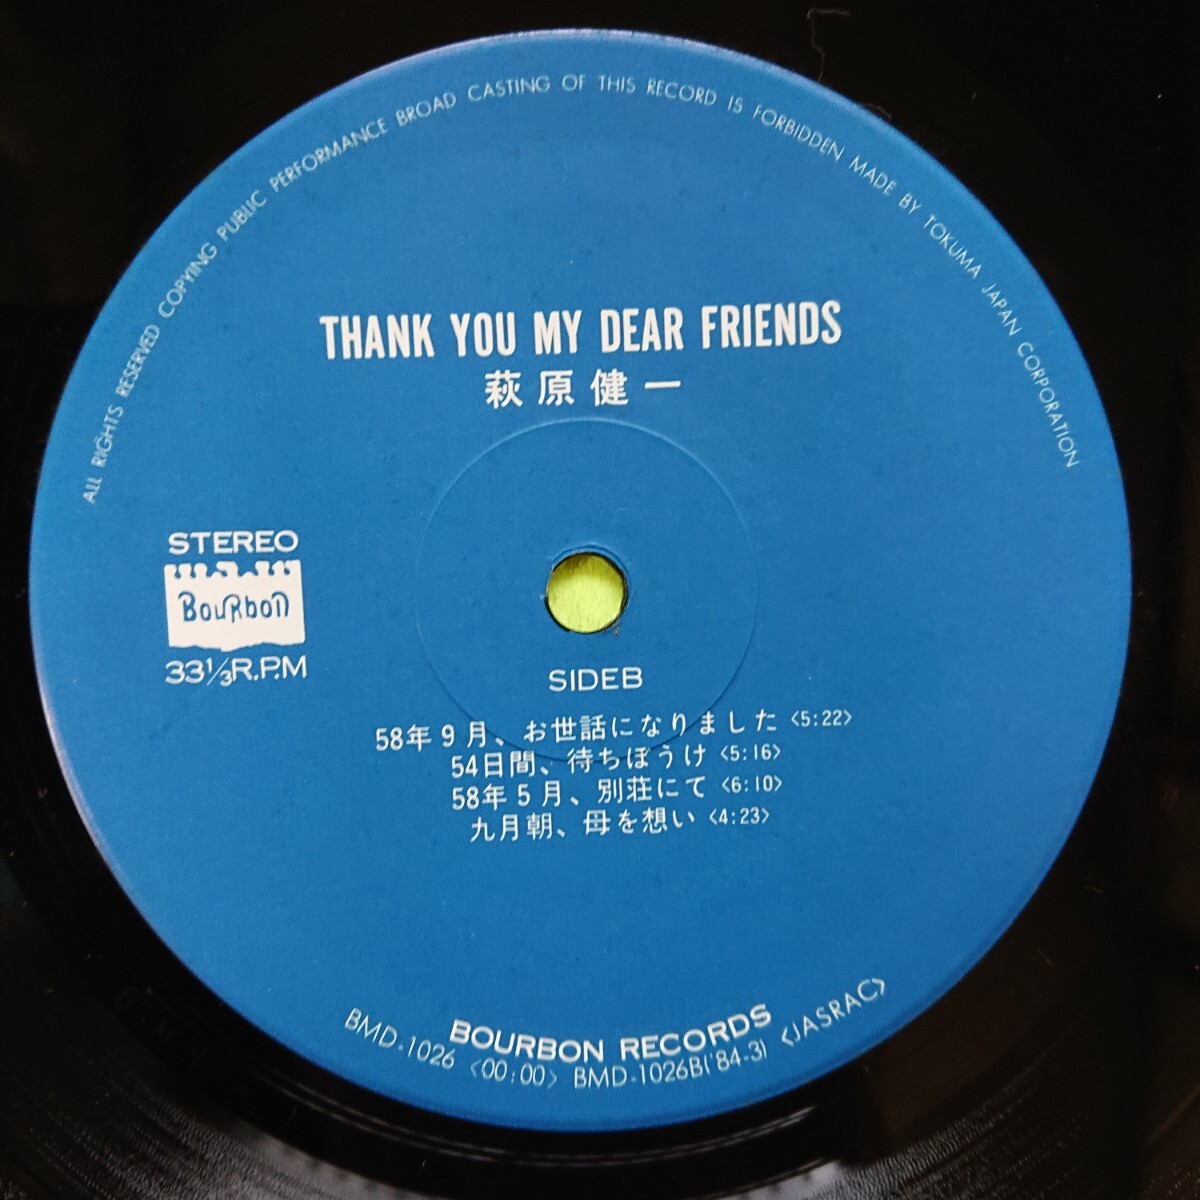 ALL RIGHTS RESERVED COPYING PUBLIC PERFORMANCE BROAD CASTING OF THIS RECORD IS FORBIDDEN MADE BY TOKUMA JAPAN CORPORATION
THANK YOU MY DEAR FRIENDS
萩原健一
STEREO
BouRbon
33⅓R.P.M
SIDEB
58年9月、お世話になりました〈5:22〉
54日間、待ちぼうけ〈5:16〉
58年5月、別荘にて〈6:10〉
九月朝、母を想い〈4:23〉
BOURBON RECORDS
BMD-1026 〈00:00〉 BMD-1026B('84-3) 〈JASRAC〉